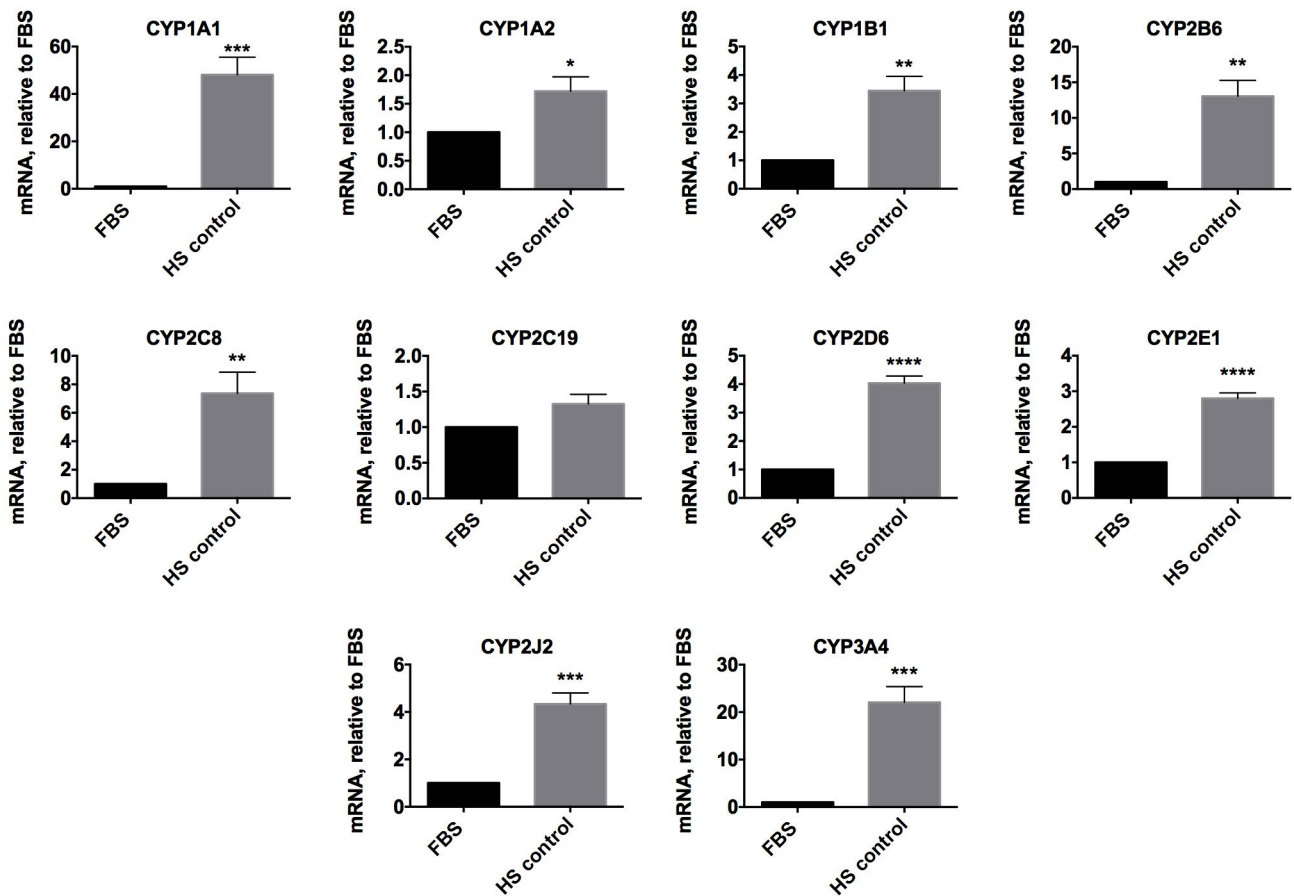 CYP1A1
mRNA, relative to FBS
60
40
20
0
***
FBS
HS control
CYP1A2
mRNA, relative to FBS
2.5
2.0
1.5
1.0
0.5
0.0
*
FBS
HS control
CYP1B1
mRNA, relative to FBS
5
4
3
2
1
0
**
FBS
HS control
CYP2B6
mRNA, relative to FBS
20
15
10
5
0
**
FBS
HS control
CYP2C8
mRNA, relative to FBS
10
8
6
4
2
0
**
FBS
HS control
CYP2C19
mRNA, relative to FBS
2.0
1.5
1.0
0.5
0.0
FBS
HS control
CYP2D6
mRNA, relative to FBS
5
4
3
2
1
0
****
FBS
HS control
CYP2E1
mRNA, relative to FBS
4
3
2
1
0
****
FBS
HS control
CYP2J2
mRNA, relative to FBS
6
4
2
0
***
FBS
HS control
CYP3A4
mRNA, relative to FBS
30
20
10
0
***
FBS
HS control